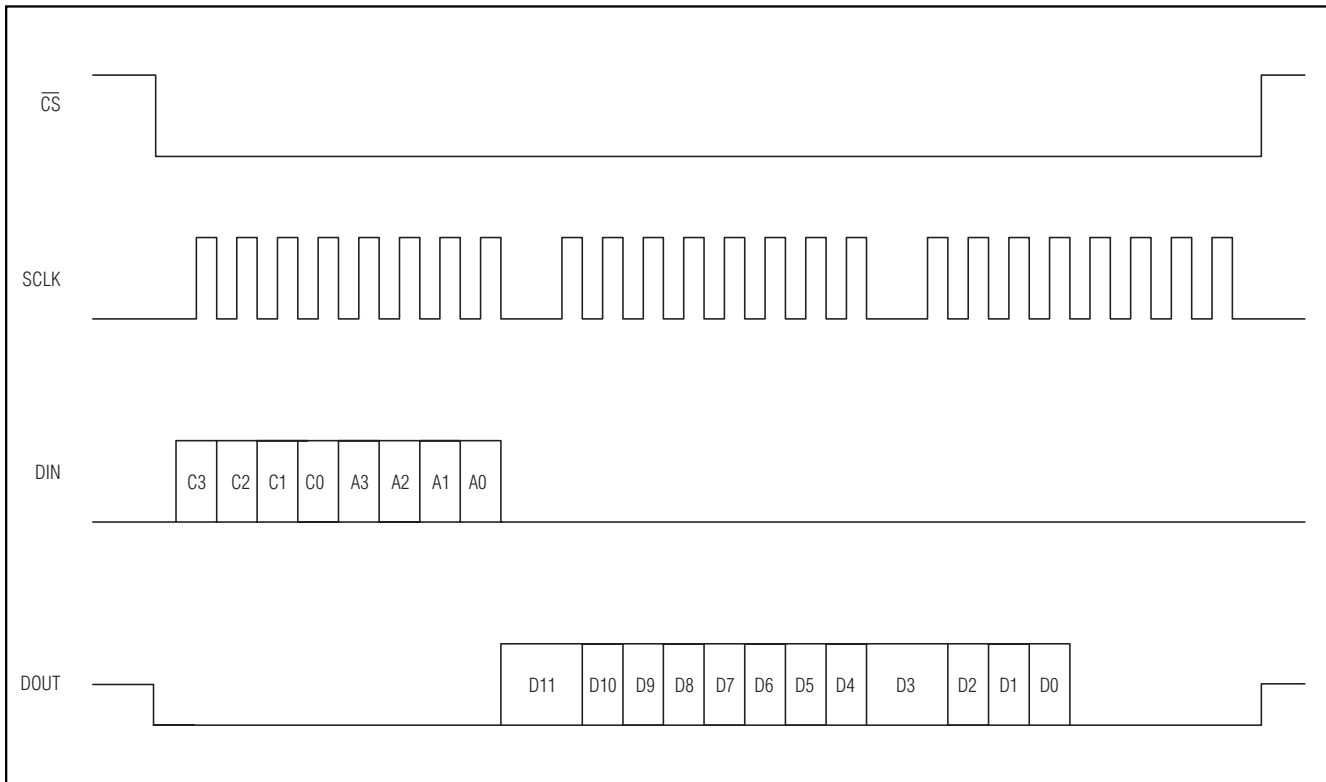 C̅S̅
SCLK
DIN
C3 C2 C1 C0 A3 A2 A1 A0
DOUT
D11 D10 D9 D8 D7 D6 D5 D4 D3 D2 D1 D0